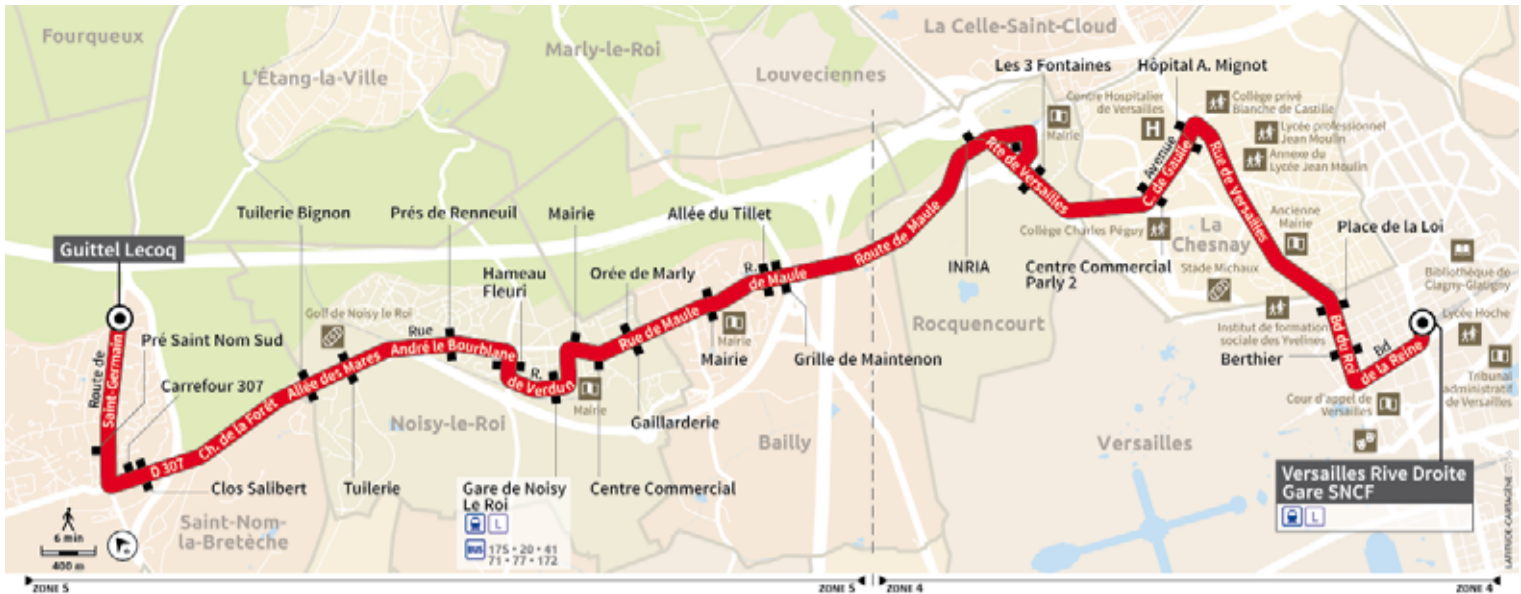 Fourqueux
L'Étang-la-Ville
Marly-le-Roi
Louveciennes
La Celle-Saint-Cloud
Les 3 Fontaines
Hôpital A. Mignot
Centre Hospitalier
de Versailles
H
Mairie
Collège privé
Blanche de Castille
Lycée professionnel
Jean Moulin
Annexe du
Lycée Jean Moulin
Guittel Lecoq
Tuilerie Bignon
Prés de Renneuil
Mairie
Allée du Tillet
Hameau
Fleuri
Orée de Marly
Golf de Noisy le Roi
Pré Saint Nom Sud
Carrefour 307
Route de
Saint-Germain
D 307
Ch. de la Forêt
Allée des Mares
Rue
André le Bourblanc
R.
de Verdun
Mairie
Rue de Maule
R.
de Maule
Mairie
Route de Maule
Rte de Versailles
Avenue
C. de Gaulle
Rue de Versailles
Collège Charles Péguy
La
Chesnay
Stade Michaux
Ancienne
Mairie
Place de la Loi
INRIA
Centre Commercial
Parly 2
Bibliothèque de
Clagny-Glatigny
Rocquencourt
Institut de formation
sociale des Yvelines
Lycée Hoche
Mairie
Grille de Maintenon
Berthier
Bd du Roi
Bd
de la Reine
Tribunal
administratif
de Versailles
Cour d'appel de
Versailles
Noisy-le-Roi
Gaillarderie
Bailly
Versailles
Clos Salibert
Tuilerie
Gare de Noisy
Le Roi
L
BUS
175 • 20 • 41
71 • 77 • 172
Centre Commercial
Versailles Rive Droite
Gare SNCF
L
Saint-Nom-
la-Bretèche
6 min
400 m
ZONE 5
ZONE 5
ZONE 4
ZONE 4